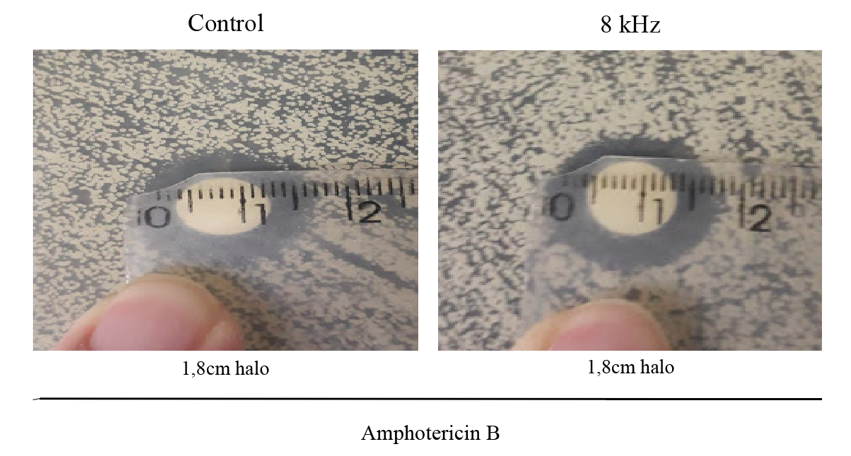 Control
8 kHz
0 1 2
0 1 2
1,8cm halo
1,8cm halo
Amphotericin B